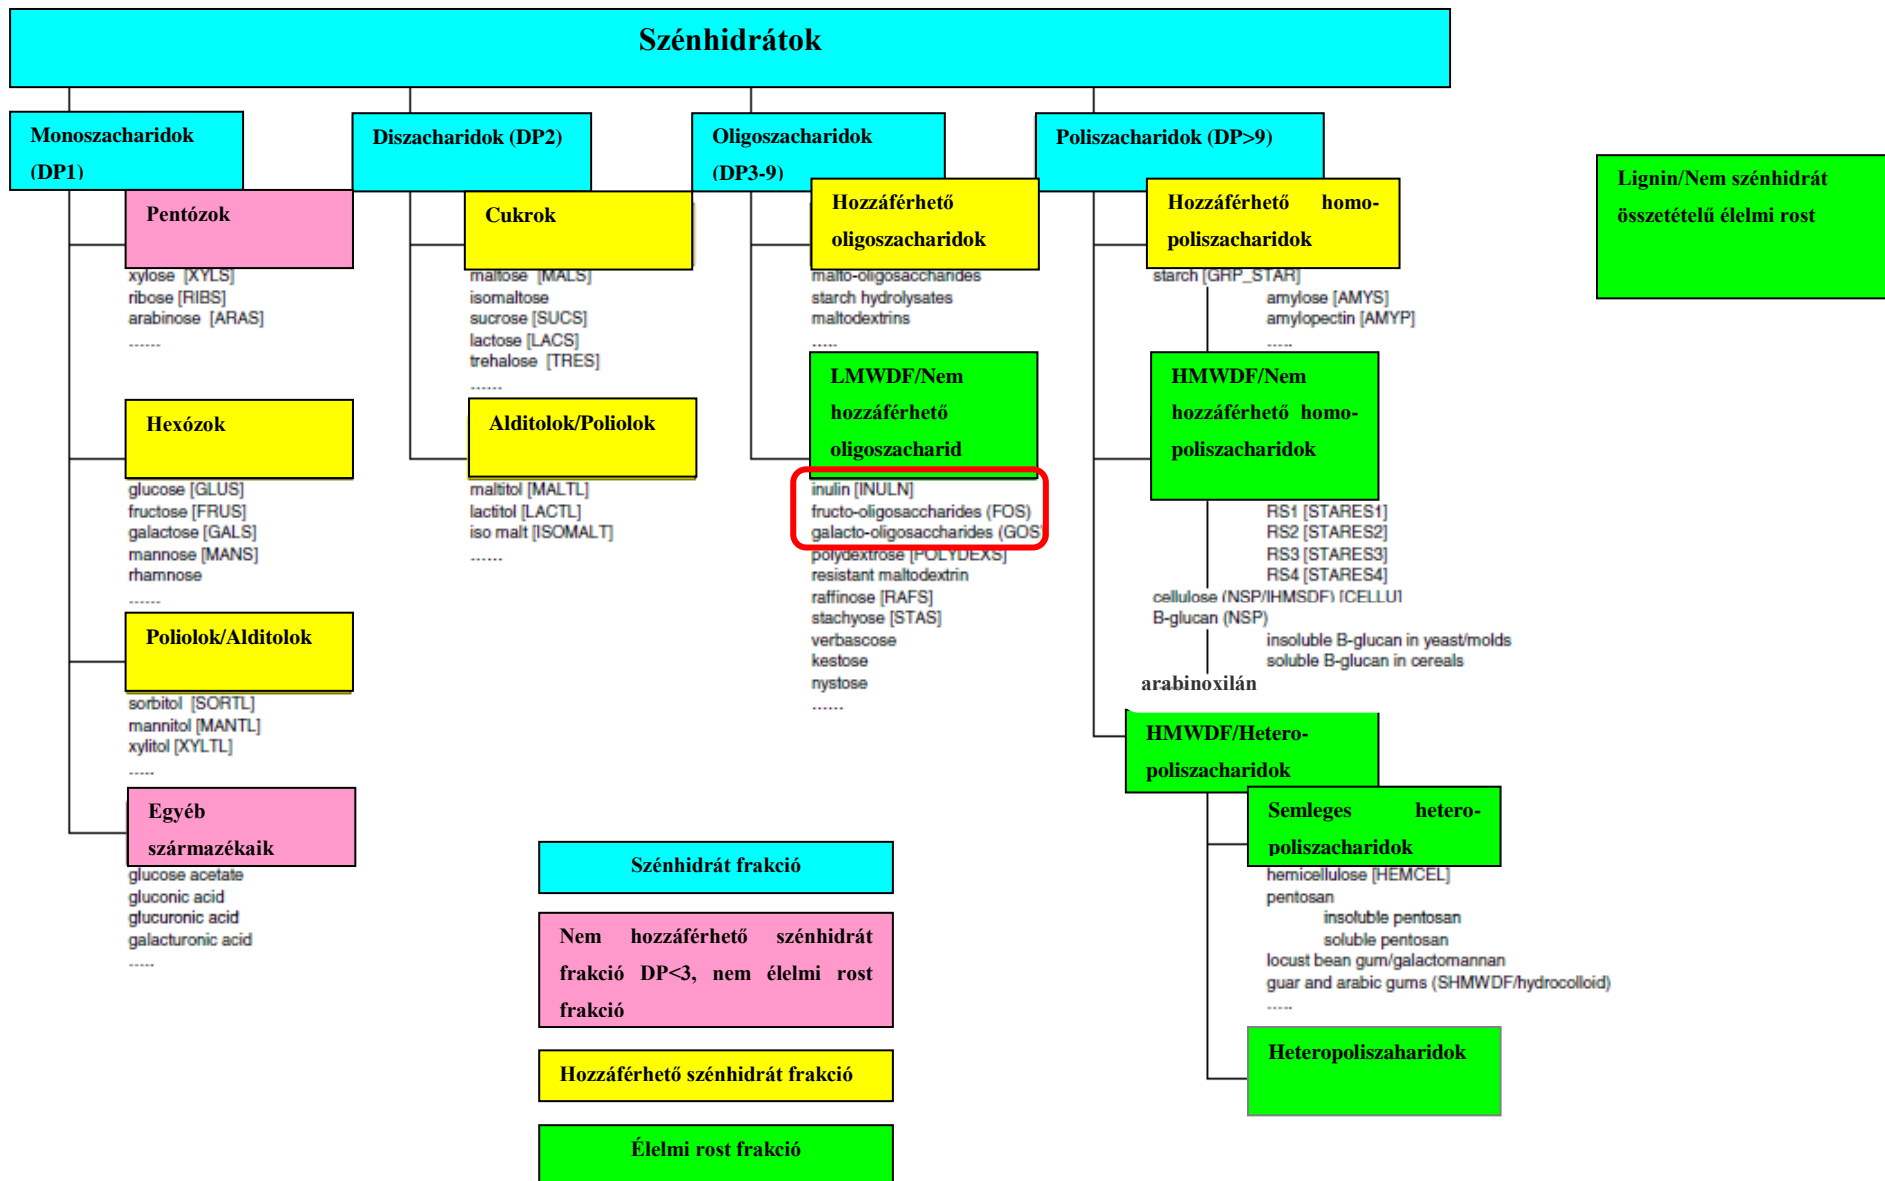 Szénhidrátok
Monoszacharidok
(DP1)
Pentózok
xylose [XYLS]
ribose [RIBS]
arabinose [ARAS]
......
Hexózok
glucose [GLUS]
fructose [FRUS]
galactose [GALS]
mannose [MANS]
rhamnose
......
Poliolok/Alditolok
sorbitol [SORTL]
mannitol [MANTL]
xylitol [XYLTL]
.....
Egyéb
származékaik
glucose acetate
gluconic acid
glucuronic acid
galacturonic acid
.....
Diszacharidok (DP2)
Cukrok
maltose [MALS]
isomaltose
sucrose [SUCS]
lactose [LACS]
trehalose [TRES]
......
Alditolok/Poliolok
maltitol [MALTL]
lactitol [LACTL]
iso malt [ISOMALT]
......
Oligoszacharidok
(DP3-9)
Hozzáférhető
oligoszacharidok
malto-oligosaccharides
starch hydrolysates
maltodextrins
.....
LMWDF/Nem
hozzáférhető
oligoszacharid
inulin [INULN]
fructo-oligosaccharides (FOS)
galacto-oligosaccharides (GOS)
polydextrose [POLYDEXS]
resistant maltodextrin
raffinose [RAFS]
stachyose [STAS]
verbascose
kestose
nystose
......
Poliszacharidok (DP>9)
Hozzáférhető homo-
poliszacharidok
starch [GRP_STAR]
amylose [AMYS]
amylopectin [AMYP]
.....
HMWDF/Nem
hozzáférhető homo-
poliszacharidok
RS1 [STARES1]
RS2 [STARES2]
RS3 [STARES3]
RS4 [STARES4]
cellulose (NSP/IHMSDF) [CELLU]
B-glucan (NSP)
insoluble B-glucan in yeast/molds
soluble B-glucan in cereals
arabinoxilán
HMWDF/Hetero-
poliszacharidok
Semleges hetero-
poliszacharidok
hemicellulose [HEMCEL]
pentosan
insoluble pentosan
soluble pentosan
locust bean gum/galactomannan
guar and arabic gums (SHMWDF/hydrocolloid)
.....
Heteropoliszaharidok
Lignin/Nem szénhidrát
összetételű élelmi rost
Szénhidrát frakció
Nem hozzáférhető szénhidrát
frakció DP<3, nem élelmi rost
frakció
Hozzáférhető szénhidrát frakció
Élelmi rost frakció